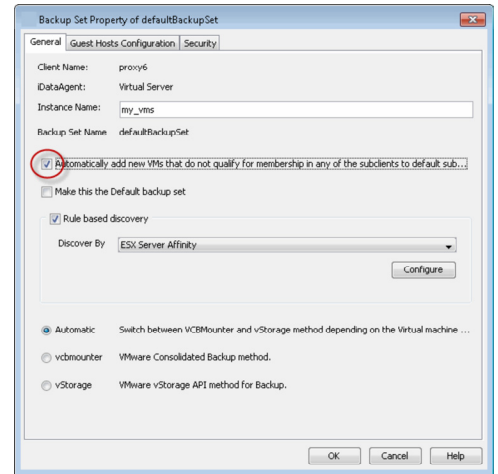 Backup Set Property of defaultBackupSet
General Guest Hosts Configuration Security
Client Name: proxy6
iDataAgent: Virtual Server
Instance Name: my_vms
Backup Set Name defaultBackupSet
Automatically add new VMs that do not qualify for membership in any of the subclients to default sub...
Make this the Default backup set
Rule based discovery
Discover By ESX Server Affinity
Configure
Automatic Switch between VCBMounter and vStorage method depending on the Virtual machine ...
vcbmounter VMware Consolidated Backup method.
vStorage VMware vStorage API method for Backup.
OK Cancel Help